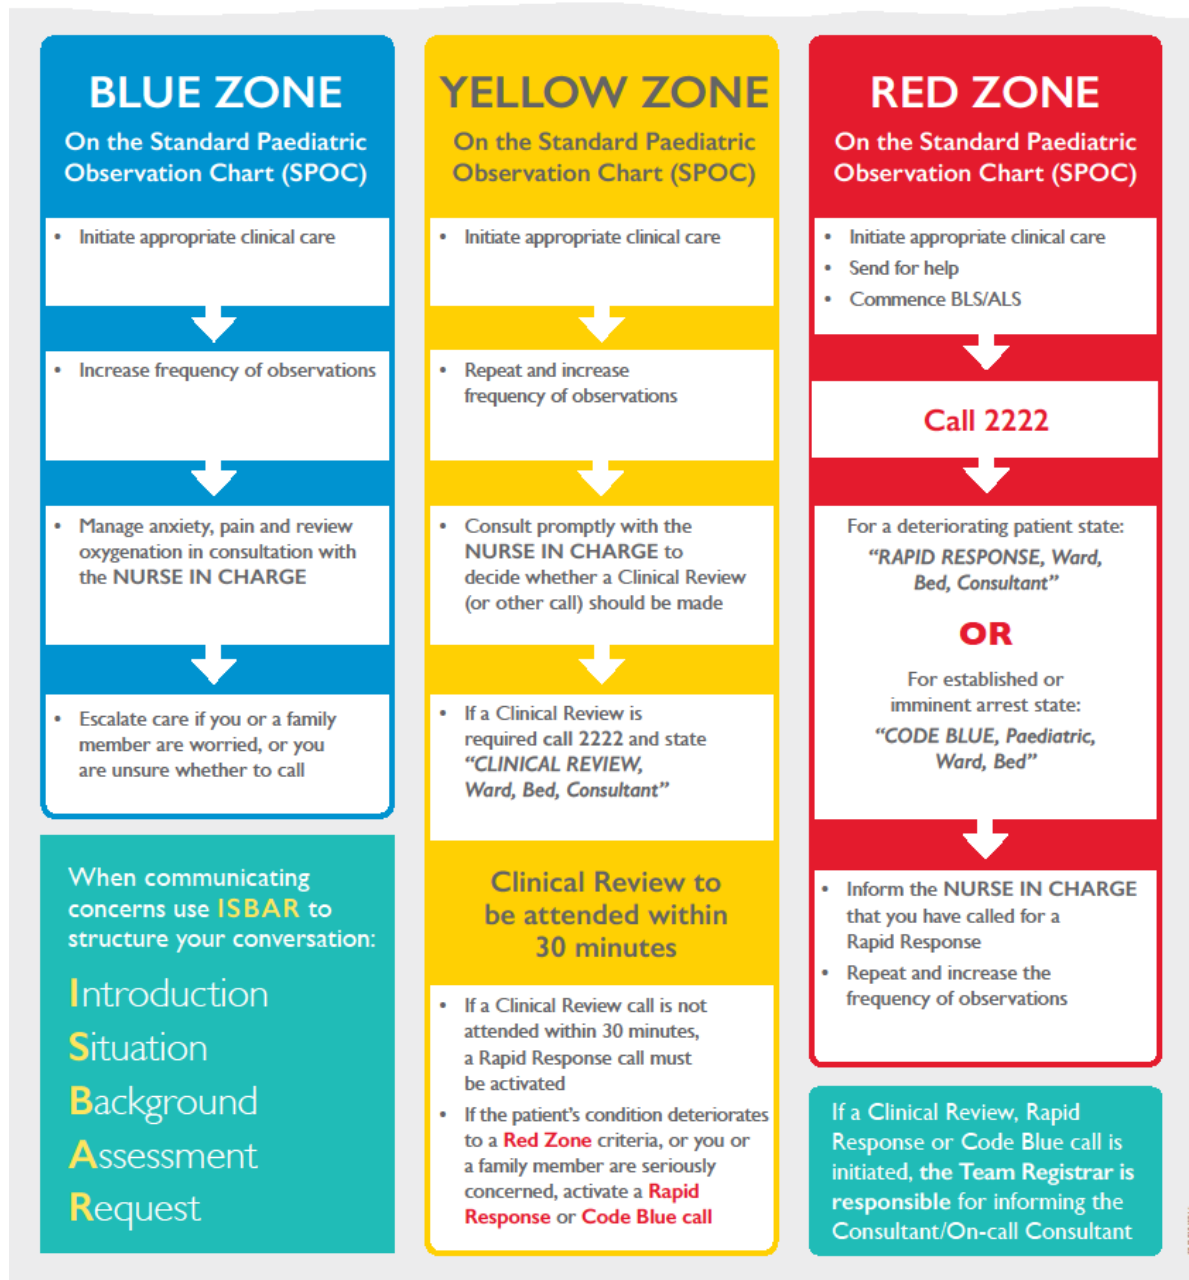 BLUE ZONE
On the Standard Paediatric
Observation Chart (SPOC)
• Initiate appropriate clinical care
• Increase frequency of observations
• Manage anxiety, pain and review
oxygenation in consultation with
the NURSE IN CHARGE
• Escalate care if you or a family
member are worried, or you
are unsure whether to call
When communicating
concerns use ISBAR to
structure your conversation:
Introduction
Situation
Background
Assessment
Request
YELLOW ZONE
On the Standard Paediatric
Observation Chart (SPOC)
• Initiate appropriate clinical care
• Repeat and increase
frequency of observations
• Consult promptly with the
NURSE IN CHARGE to
decide whether a Clinical Review
(or other call) should be made
• If a Clinical Review is
required call 2222 and state
“CLINICAL REVIEW,
Ward, Bed, Consultant”
Clinical Review to
be attended within
30 minutes
• If a Clinical Review call is not
attended within 30 minutes,
a Rapid Response call must
be activated
• If the patient’s condition deteriorates
to a Red Zone criteria, or you or
a family member are seriously
concerned, activate a Rapid
Response or Code Blue call
RED ZONE
On the Standard Paediatric
Observation Chart (SPOC)
• Initiate appropriate clinical care
• Send for help
• Commence BLS/ALS
Call 2222
For a deteriorating patient state:
“RAPID RESPONSE, Ward,
Bed, Consultant”
OR
For established or
imminent arrest state:
“CODE BLUE, Paediatric,
Ward, Bed”
• Inform the NURSE IN CHARGE
that you have called for a
Rapid Response
• Repeat and increase the
frequency of observations
If a Clinical Review, Rapid
Response or Code Blue call is
initiated, the Team Registrar is
responsible for informing the
Consultant/On-call Consultant